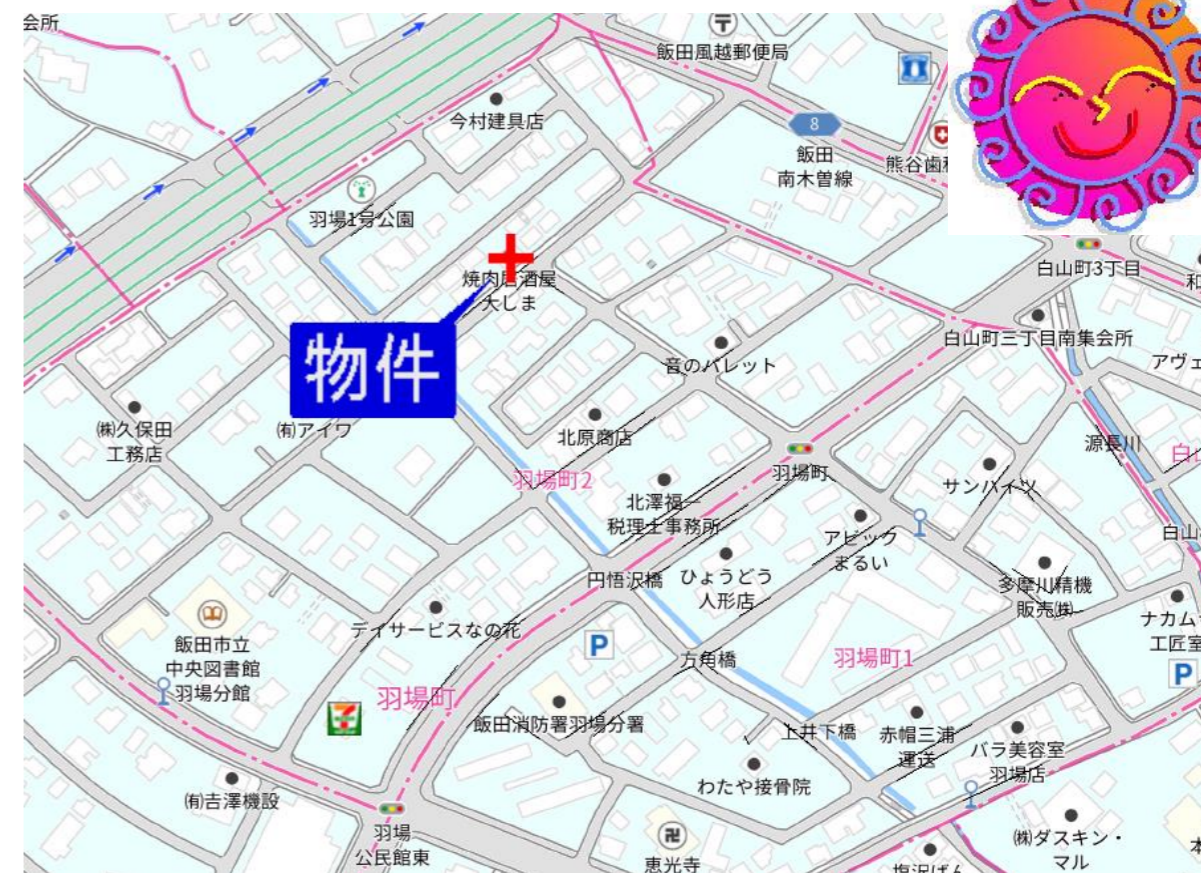 会所
飯田風越郵便局
今村建具店
8
飯田
南木曽線
熊谷歯科
羽場1号公園
焼肉居酒屋
大しま
物件
白山町3丁目
白山町三丁目南集会所
音のパレット
アヴェ
㈱久保田
工務店
㈲アイワ
北原商店
源長川
羽場町
羽場町2
サンハイツ
北澤福一
税理士事務所
アピック
まるい
円悟沢橋
ひょうどう
人形店
多摩川精機
販売㈱
デイサービスなの花
飯田市立
中央図書館
羽場分館
P
方角橋
羽場町1
ナカム
工匠室
P
羽場町
飯田消防署羽場分署
上井下橋
赤帽三浦
運送
バラ美容室
羽場店
わたや接骨院
㈲吉澤機設
羽場
公民館東
恵光寺
㈱ダスキン・
マル
塩沢げん